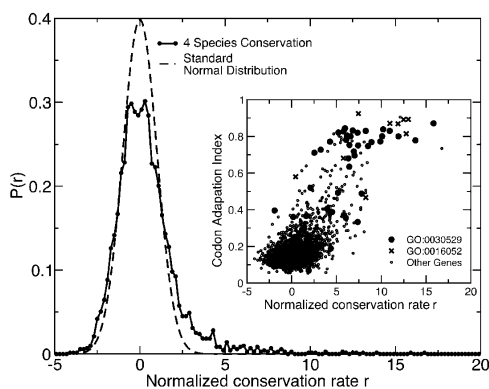 0.4
0.3
0.2
0.1
0
P(r)
4 Species Conservation
Standard
Normal Distribution
1
0.8
0.6
0.4
0.2
0
Codon Adapation Index
GO:0030529
GO:0016052
Other Genes
-5 0 5 10 15 20
Normalized conservation rate r
-5 0 5 10 15 20
Normalized conservation rate r